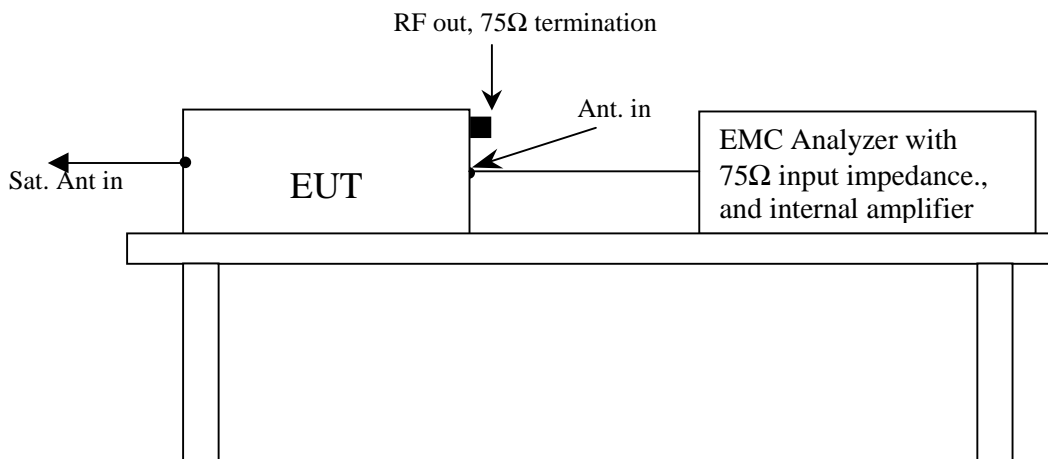 RF out, 75Ω termination
Ant. in
Sat. Ant in
EUT
EMC Analyzer with
75Ω input impedance.,
and internal amplifier